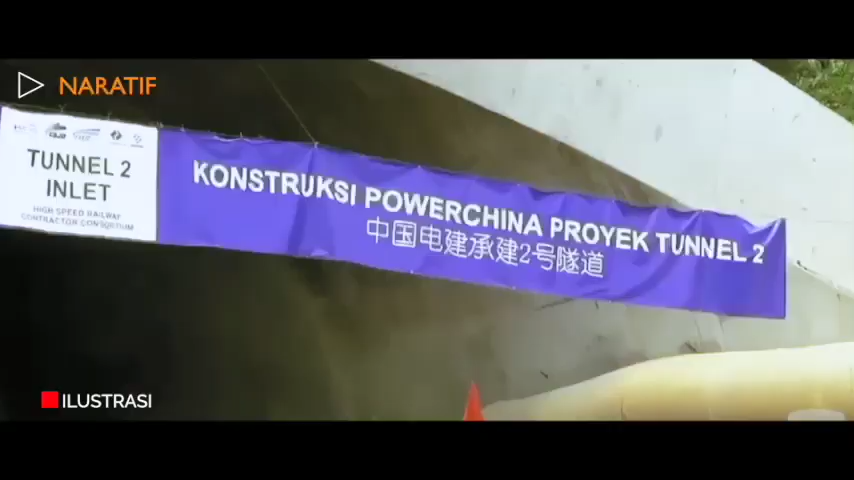 NARATIF
TUNNEL 2
INLET
HIGH SPEED RAILWAY
CONTRACTOR CONSORTIUM
KONSTRUKSI POWERCHINA PROYEK TUNNEL 2
中国电建承建2号隧道
ILUSTRASI